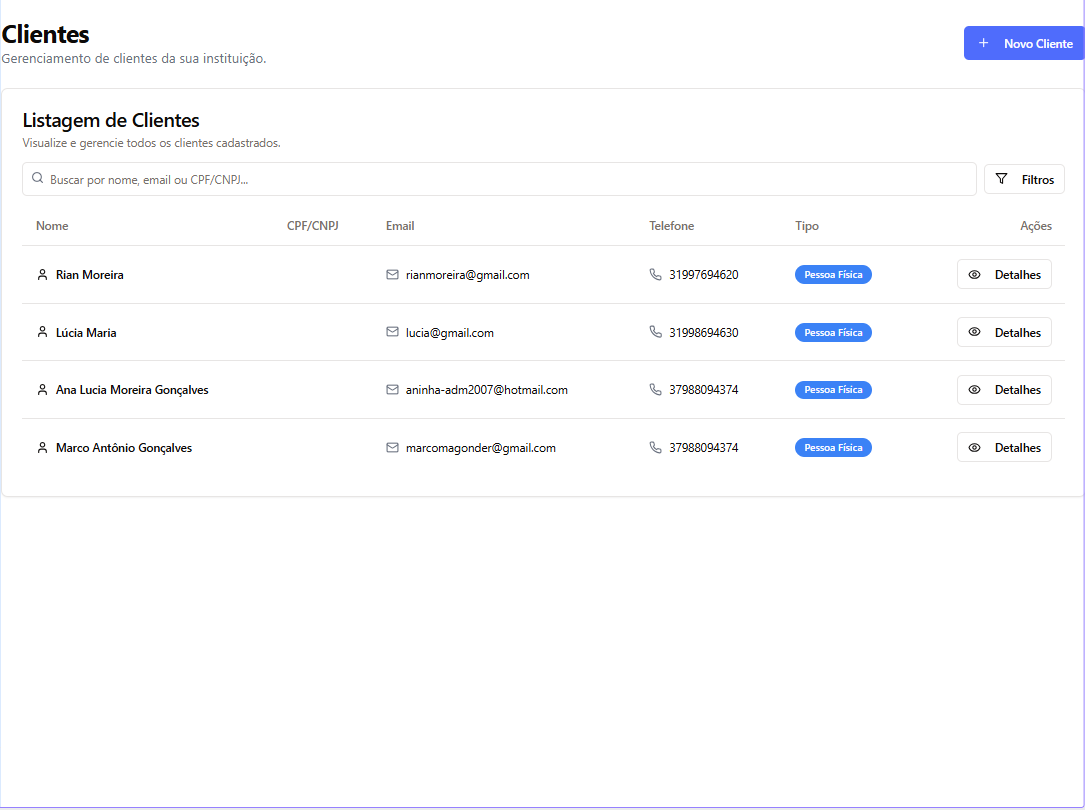 Clientes
Gerenciamento de clientes da sua instituição.
+ Novo Cliente
Listagem de Clientes
Visualize e gerencie todos os clientes cadastrados.
Buscar por nome, email ou CPF/CNPJ...
Filtros
Nome CPF/CNPJ Email Telefone Tipo Ações
Rian Moreira rianmoreira@gmail.com 31997694620 Pessoa Física Detalhes
Lúcia Maria lucia@gmail.com 31998694630 Pessoa Física Detalhes
Ana Lucia Moreira Gonçalves aninha-adm2007@hotmail.com 37988094374 Pessoa Física Detalhes
Marco Antônio Gonçalves marcomagonder@gmail.com 37988094374 Pessoa Física Detalhes